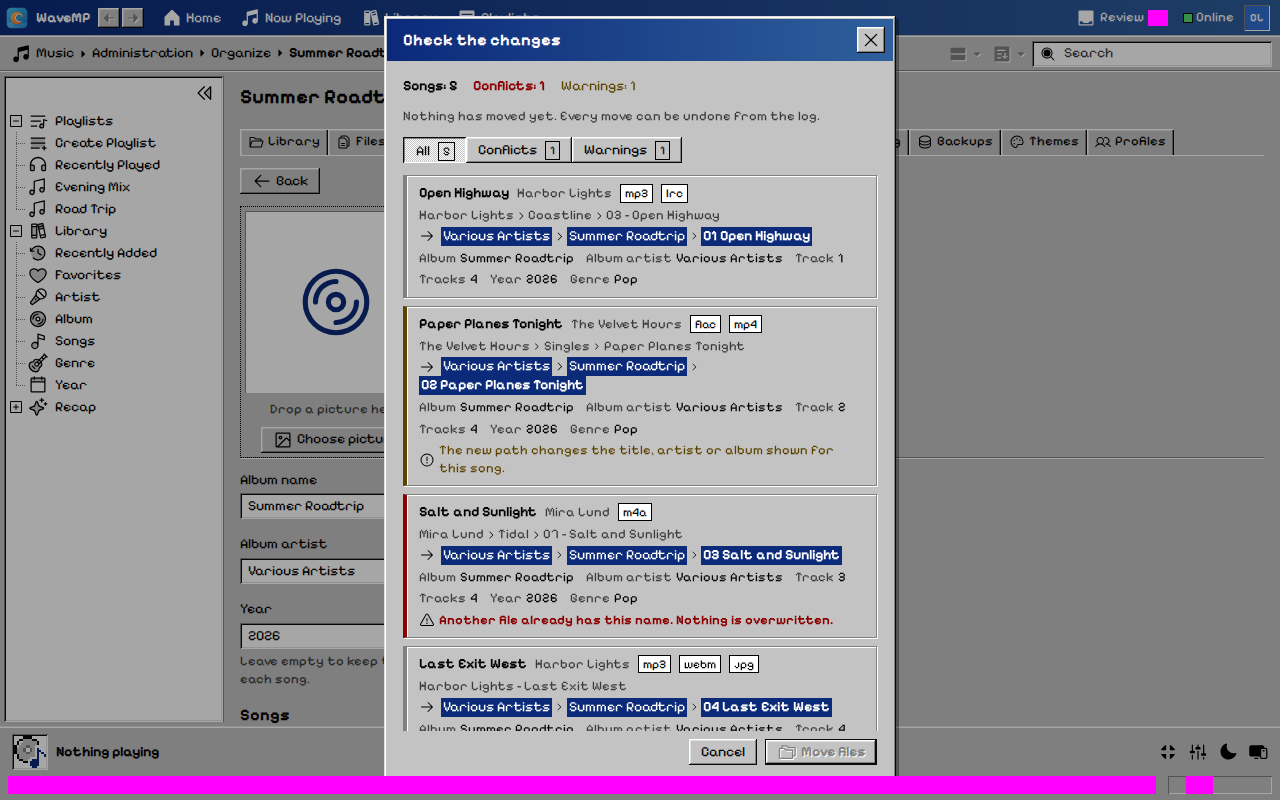 WaveMP
Home
Now Playing
Review
Online
OL
Music › Administration › Organize ›
Search
Playlists
Create Playlist
Recently Played
Evening Mix
Road Trip
Library
Recently Added
Favorites
Artist
Album
Songs
Genre
Year
Recap
Library
Files
Backups
Themes
Profiles
Back
Album name
Summer Roadtrip
Album artist
Various Artists
Year
2026
Leave empty to keep
each song.
Songs
Check the changes
Songs: 8 Conflicts: 1 Warnings: 1
Nothing has moved yet. Every move can be undone from the log.
All 8 Conflicts 1 Warnings 1
Open Highway Harbor Lights mp3 lrc
Harbor Lights › Coastline › 03 - Open Highway
→ Various Artists › Summer Roadtrip › 01 Open Highway
Album Summer Roadtrip Album artist Various Artists Track 1
Tracks 4 Year 2026 Genre Pop
Paper Planes Tonight The Velvet Hours flac mp4
The Velvet Hours › Singles › Paper Planes Tonight
→ Various Artists › Summer Roadtrip ›
02 Paper Planes Tonight
Album Summer Roadtrip Album artist Various Artists Track 2
Tracks 4 Year 2026 Genre Pop
The new path changes the title, artist or album shown for
this song.
Salt and Sunlight Mira Lund m4a
Mira Lund › Tidal › 07 - Salt and Sunlight
→ Various Artists › Summer Roadtrip › 03 Salt and Sunlight
Album Summer Roadtrip Album artist Various Artists Track 3
Tracks 4 Year 2026 Genre Pop
Another file already has this name. Nothing is overwritten.
Last Exit West Harbor Lights mp3 webm jpg
Harbor Lights - Last Exit West
→ Various Artists › Summer Roadtrip › 04 Last Exit West
Album Summer Roadtrip Album artist Various Artists Track 4
Cancel
Move files
Nothing playing